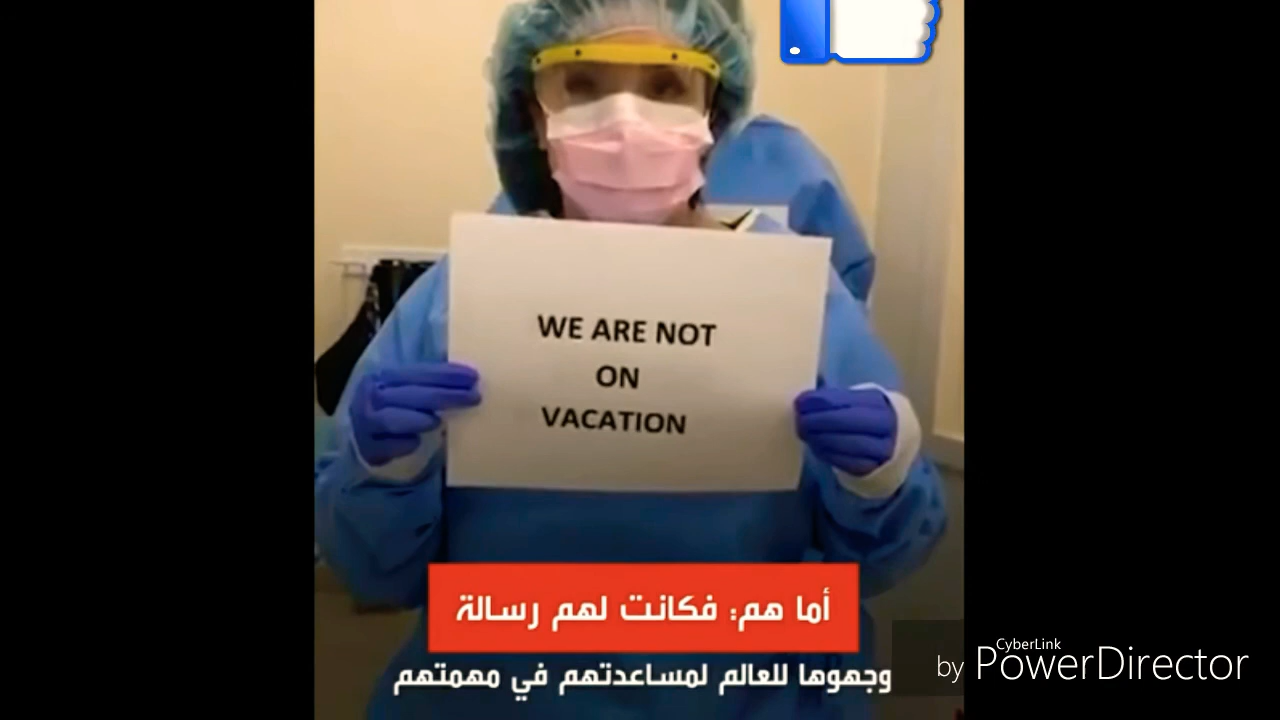 WE ARE NOT
ON
VACATION
أما هم: فكانت لهم رسالة
وجهوها للعالم لمساعدتهم في مهمتهم
CyberLink
by PowerDirector